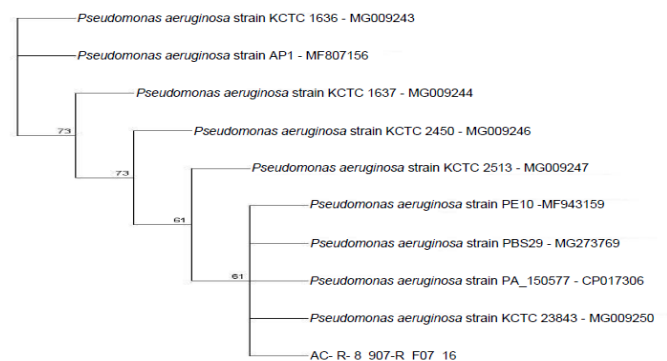 Pseudomonas aeruginosa strain KCTC 1636 - MG009243
Pseudomonas aeruginosa strain AP1 - MF807156
Pseudomonas aeruginosa strain KCTC 1637 - MG009244
73
Pseudomonas aeruginosa strain KCTC 2450 - MG009246
73
Pseudomonas aeruginosa strain KCTC 2513 - MG009247
Pseudomonas aeruginosa strain PE10 -MF943159
61
Pseudomonas aeruginosa strain PBS29 - MG273769
61
Pseudomonas aeruginosa strain PA_150577 - CP017306
Pseudomonas aeruginosa strain KCTC 23843 - MG009250
AC- R- 8 907-R F07 16